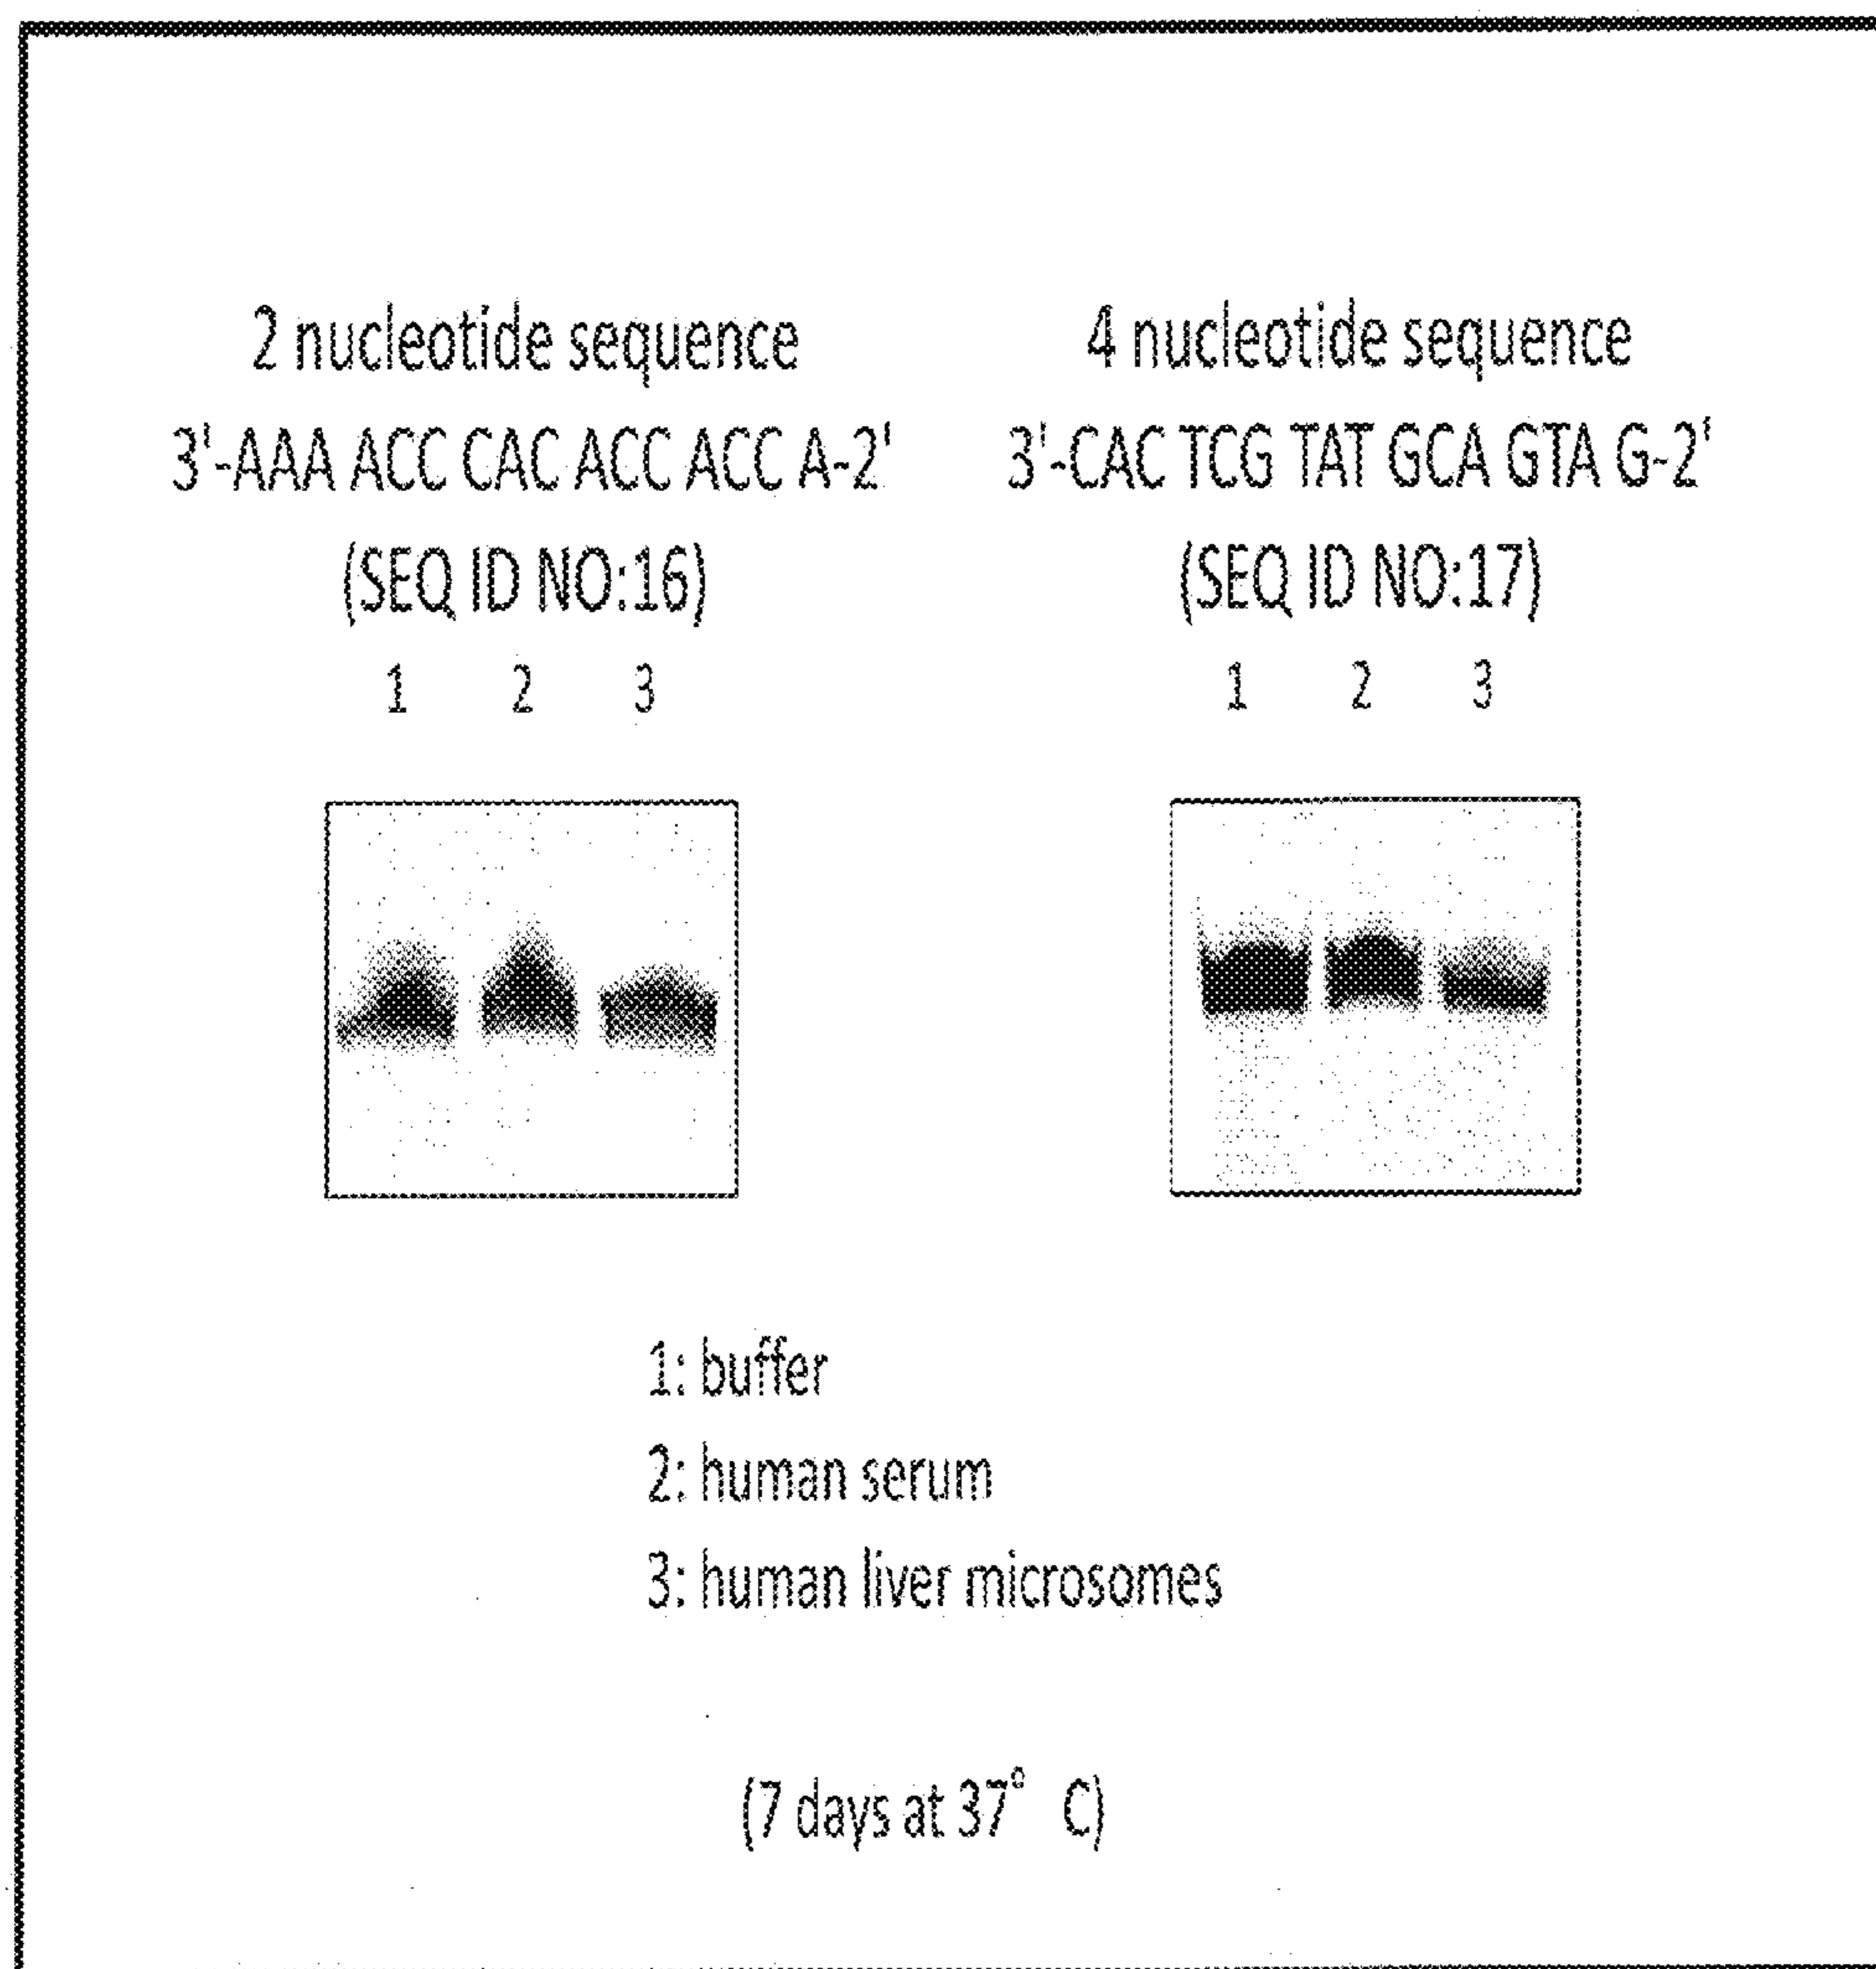 2 nucleotide sequence
3'-AAA ACC CAC ACC ACC A-2'
(SEQ ID NO:16)
1 2 3
4 nucleotide sequence
3'-CAC TCG TAT GCA GTA G-2'
(SEQ ID NO:17)
1 2 3
1: buffer
2: human serum
3: human liver microsomes
(7 days at 37° C)